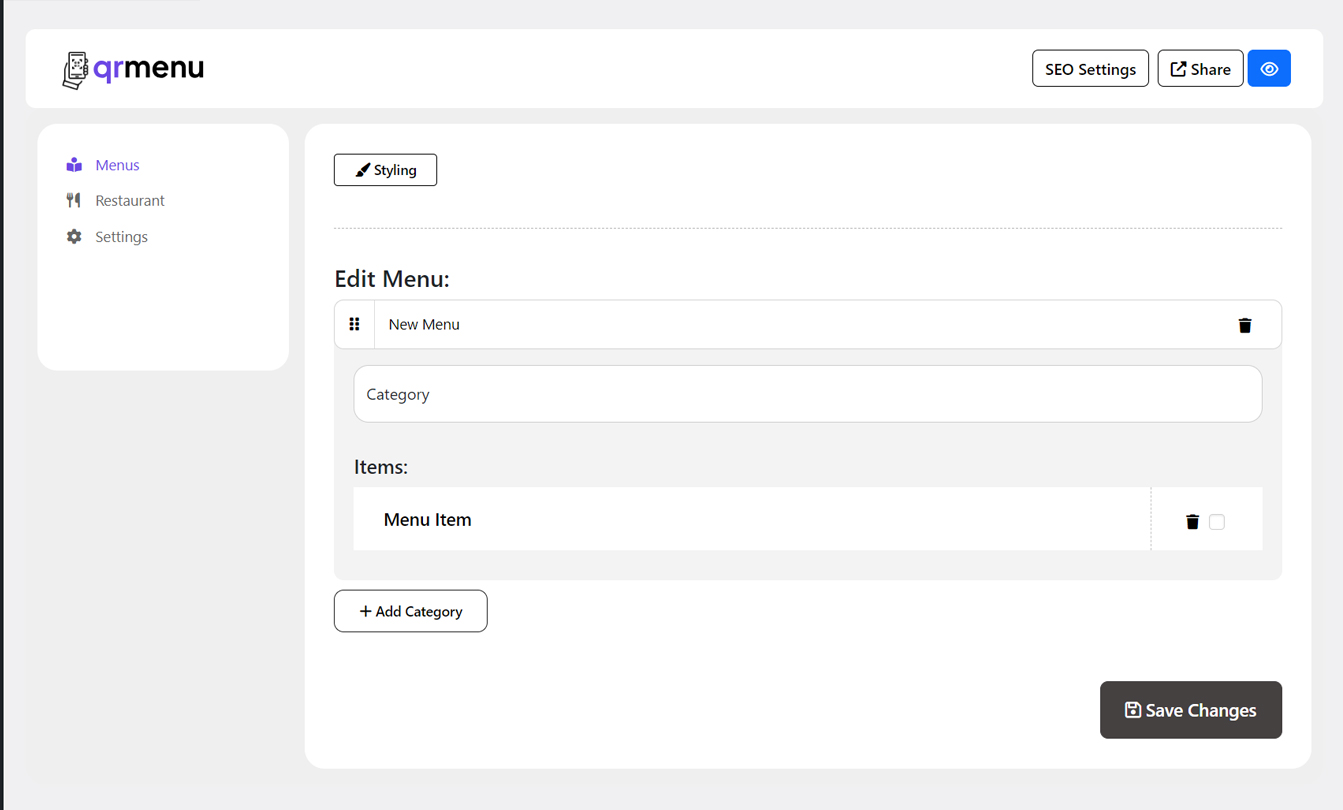 qrmenu
SEO Settings
Share
Menus
Restaurant
Settings
Styling
Edit Menu:
New Menu
Category
Items:
Menu Item
+ Add Category
Save Changes